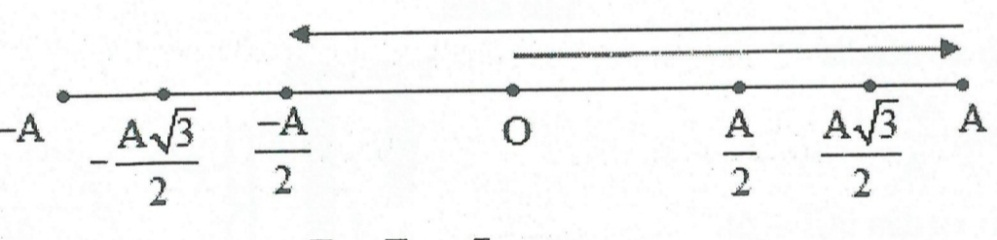 -A -A√3/2 -A/2 O A/2 A√3/2 A